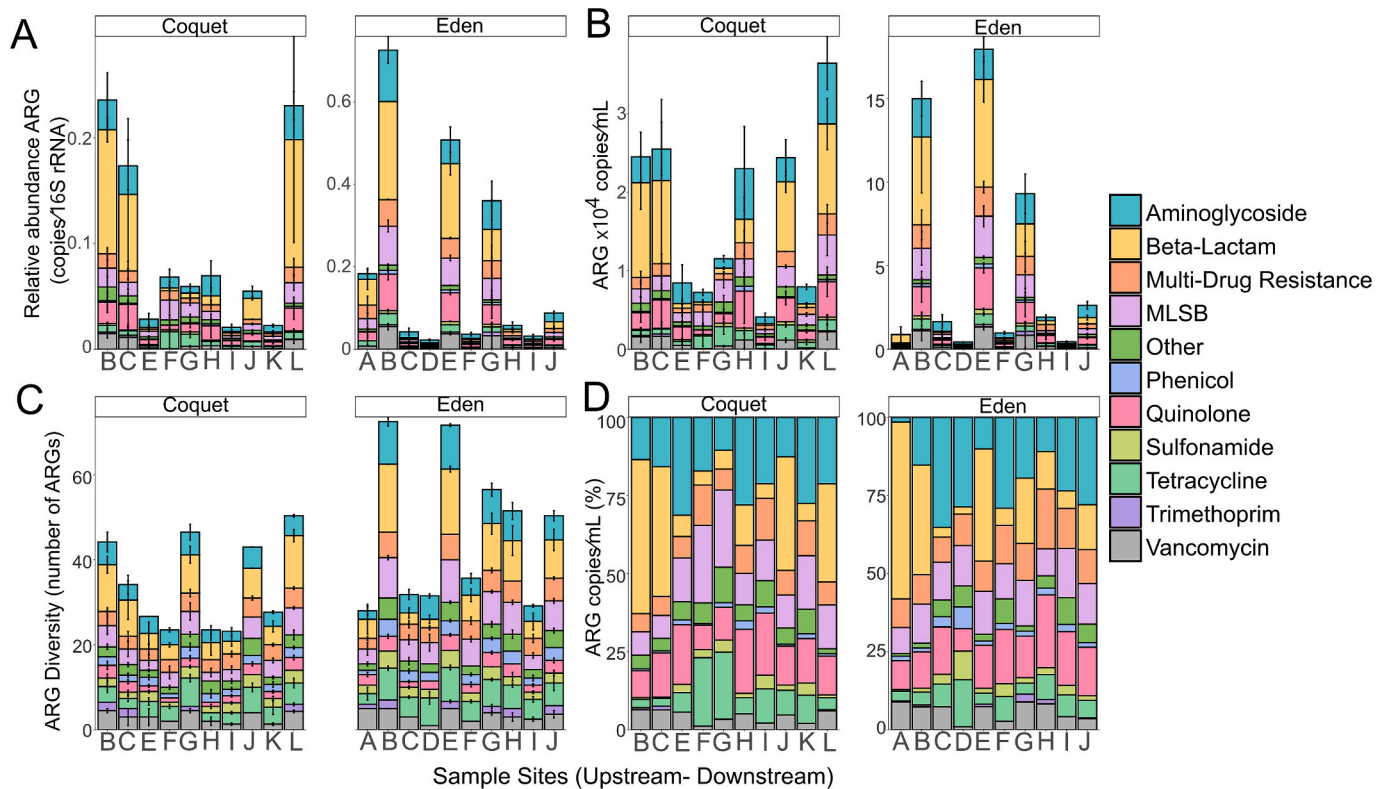 A
Coquet
Eden
Relative abundance ARG
(copies/16S rRNA)
0.2
0.1
0
B C E F G H I J K L
0.6
0.4
0.2
0
A B C D E F G H I J
B
Coquet
Eden
ARG x10⁴ copies/mL
3
2
1
0
B C E F G H I J K L
15
10
5
0
A B C D E F G H I J
C
Coquet
Eden
ARG Diversity (number of ARGs)
60
40
20
0
B C E F G H I J K L
A B C D E F G H I J
D
Coquet
Eden
ARG copies/mL (%)
100
75
50
25
0
B C E F G H I J K L
100
75
50
25
0
A B C D E F G H I J
Sample Sites (Upstream- Downstream)
Aminoglycoside
Beta-Lactam
Multi-Drug Resistance
MLSB
Other
Phenicol
Quinolone
Sulfonamide
Tetracycline
Trimethoprim
Vancomycin